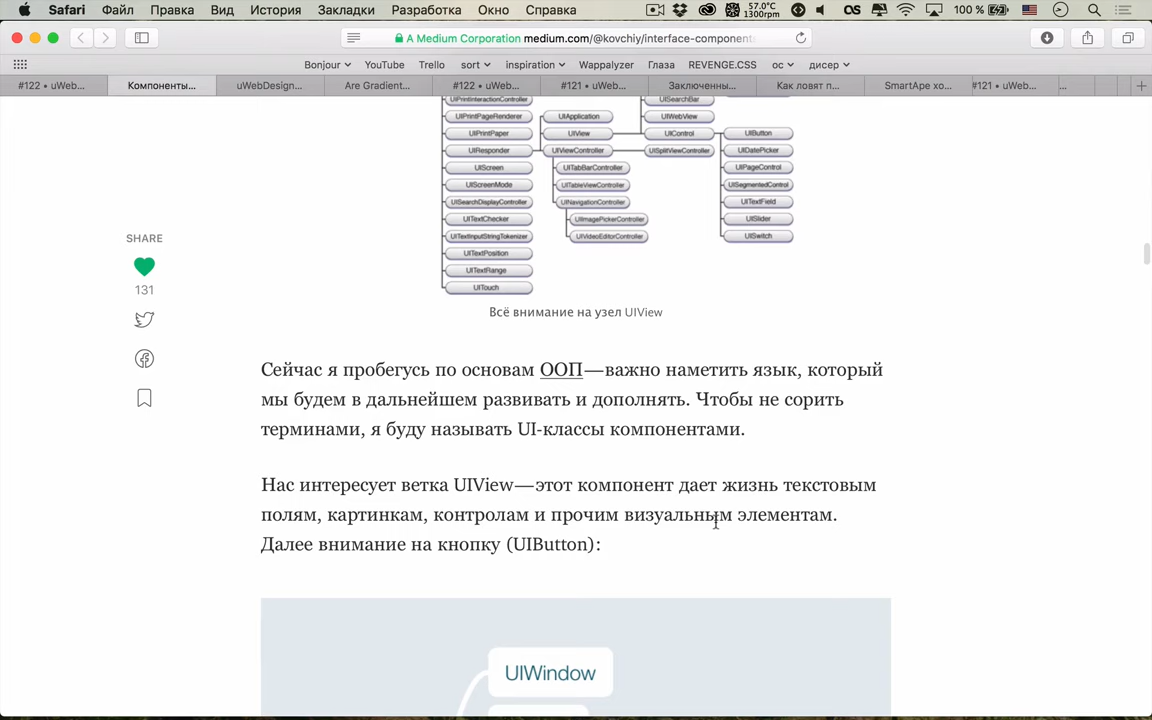 Safari Файл Правка Вид История Закладки Разработка Окно Справка 57.0°C 1300rpm 100 %
A Medium Corporation medium.com/@kovchiy/interface-component
Bonjour YouTube Trello sort inspiration Wappalyzer Глаза REVENGE.CSS ос дисер
#122 • uWeb... Компоненты... uWebDesign... Are Gradient... #122 • uWeb... #121 • uWeb... Заключенны... Как ловят п... SmartApe хо... #121 • uWeb... ...
UIPrintInteractionController UISearchBar
UIPrintPageRenderer UIApplication UIWebView
UIPrintPaper UIView UIControl UIButton
UIResponder UIViewController UISplitViewController UIDatePicker
UIScreen UITabBarController UIPageControl
UIScreenMode UITableViewController UISegmentedControl
UISearchDisplayController UINavigationController UITextField
UITextChecker UIImagePickerController UISlider
UITextInputStringTokenizer UIVideoEditorController UISwitch
UITextPosition
UITextRange
UITouch
SHARE
131
Всё внимание на узел UIView
Сейчас я пробегусь по основам ООП—важно наметить язык, который
мы будем в дальнейшем развивать и дополнять. Чтобы не сорить
терминами, я буду называть UI-классы компонентами.
Нас интересует ветка UIView—этот компонент дает жизнь текстовым
полям, картинкам, контролам и прочим визуальным элементам.
Далее внимание на кнопку (UIButton):
UIWindow